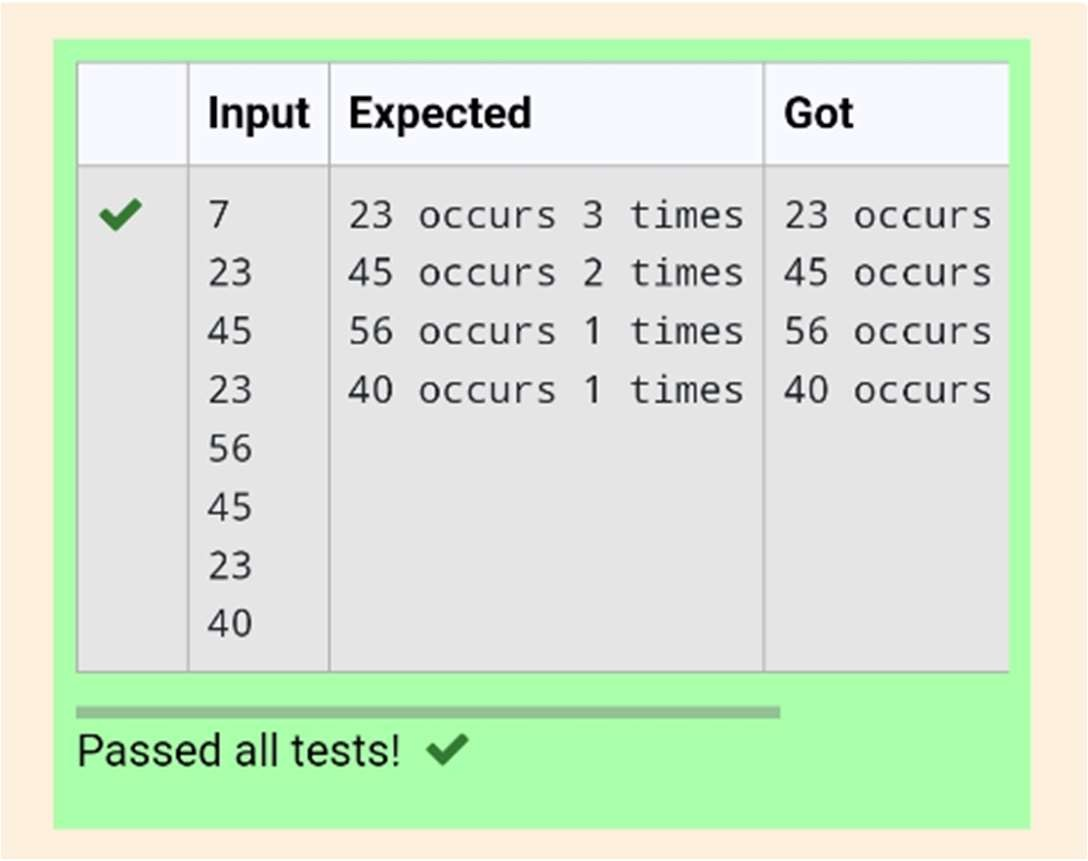 Input Expected Got
7 23 occurs 3 times 23 occurs
23 45 occurs 2 times 45 occurs
45 56 occurs 1 times 56 occurs
23 40 occurs 1 times 40 occurs
56
45
23
40
Passed all tests!